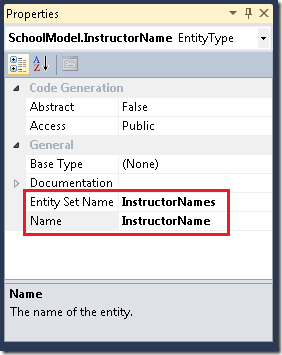 Properties
SchoolModel.InstructorName EntityType
Code Generation
Abstract False
Access Public
General
Base Type (None)
Documentation
Entity Set Name InstructorNames
Name InstructorName
Name
The name of the entity.